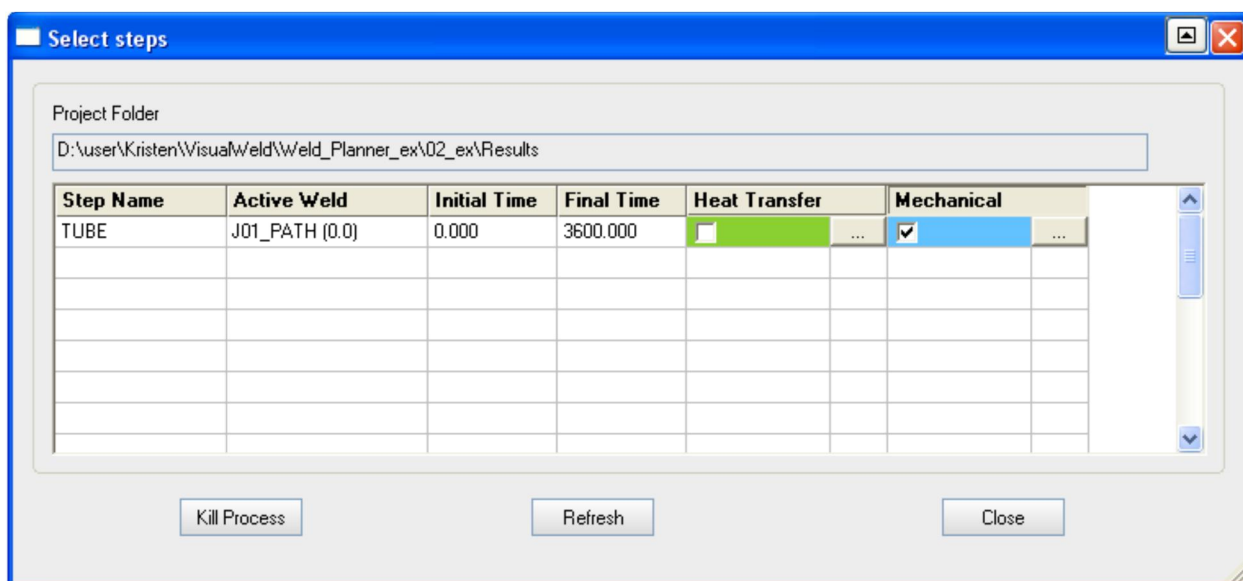 Select steps
Project Folder
D:\user\Kristen\VisualWeld\Weld_Planner_ex\02_ex\Results
Step Name Active Weld Initial Time Final Time Heat Transfer Mechanical
TUBE J01_PATH (0.0) 0.000 3600.000 ... ...
Kill Process Refresh Close